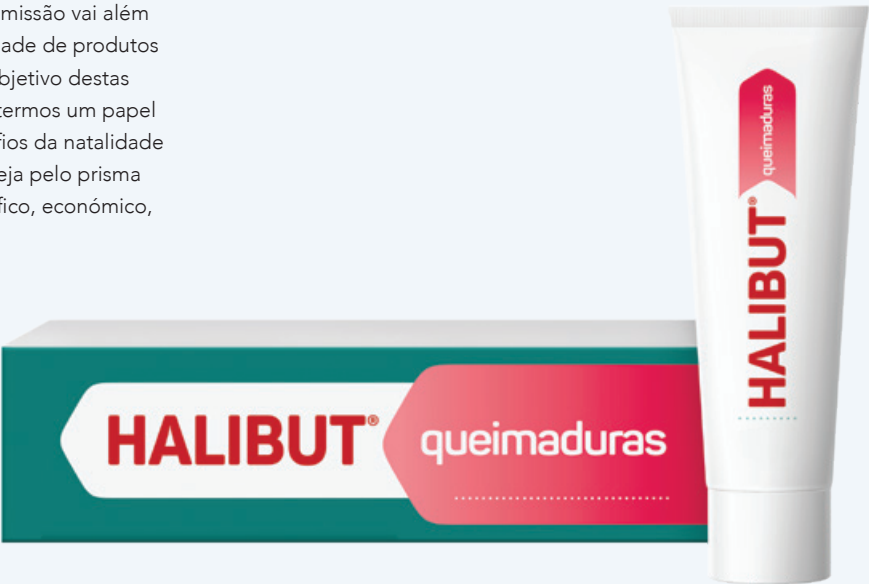 missão vai além
ade de produtos
bjetivo destas
termos um papel
ios da natalidade
eja pelo prisma
fico, económico,
HALIBUT® queimaduras
HALIBUT® queimaduras